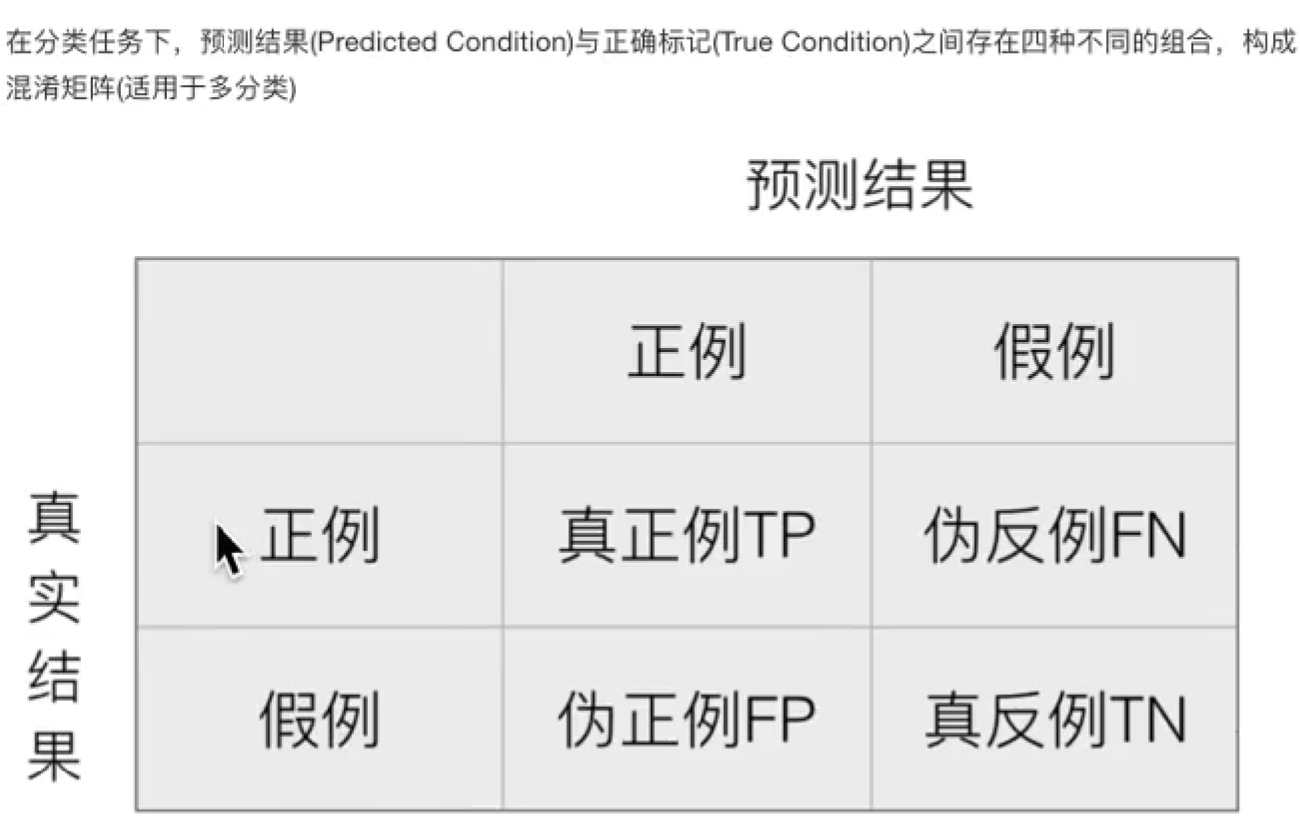 在分类任务下，预测结果(Predicted Condition)与正确标记(True Condition)之间存在四种不同的组合，构成
混淆矩阵(适用于多分类)
预测结果
正例 假例
真实结果
正例 真正例TP 伪反例FN
假例 伪正例FP 真反例TN